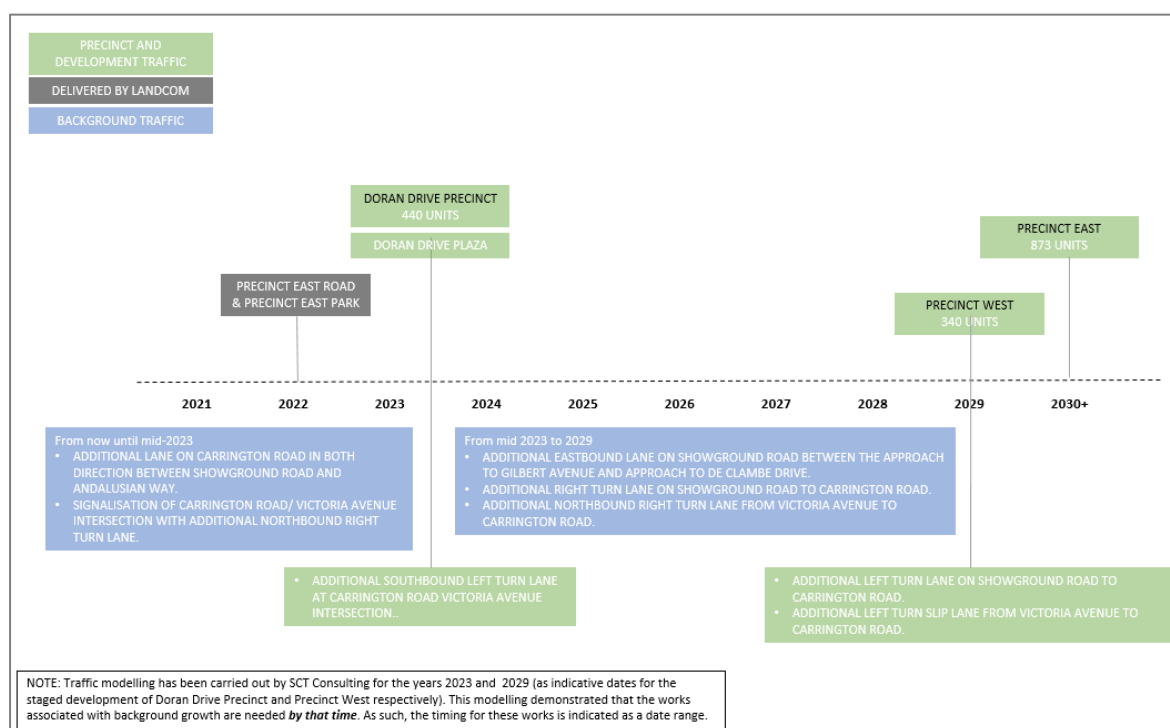 PRECINCT AND
DEVELOPMENT TRAFFIC
DELIVERED BY LANDCOM
BACKGROUND TRAFFIC
DORAN DRIVE PRECINCT
440 UNITS
DORAN DRIVE PLAZA
PRECINCT EAST
873 UNITS
PRECINCT EAST ROAD
& PRECINCT EAST PARK
PRECINCT WEST
340 UNITS
2021 2022 2023 2024 2025 2026 2027 2028 2029 2030+
From now until mid-2023
• ADDITIONAL LANE ON CARRINGTON ROAD IN BOTH
DIRECTION BETWEEN SHOWGROUND ROAD AND
ANDALUSIAN WAY.
• SIGNALISATION OF CARRINGTON ROAD/ VICTORIA AVENUE
INTERSECTION WITH ADDITIONAL NORTHBOUND RIGHT
TURN LANE.
From mid 2023 to 2029
• ADDITIONAL EASTBOUND LANE ON SHOWGROUND ROAD BETWEEN THE APPROACH
TO GILBERT AVENUE AND APPROACH TO DE CLAMBE DRIVE.
• ADDITIONAL RIGHT TURN LANE ON SHOWGROUND ROAD TO CARRINGTON ROAD.
• ADDITIONAL NORTHBOUND RIGHT TURN LANE FROM VICTORIA AVENUE TO
CARRINGTON ROAD.
• ADDITIONAL SOUTHBOUND LEFT TURN LANE
AT CARRINGTON ROAD VICTORIA AVENUE
INTERSECTION..
• ADDITIONAL LEFT TURN LANE ON SHOWGROUND ROAD TO
CARRINGTON ROAD.
• ADDITIONAL LEFT TURN SLIP LANE FROM VICTORIA AVENUE TO
CARRINGTON ROAD.
NOTE: Traffic modelling has been carried out by SCT Consulting for the years 2023 and 2029 (as indicative dates for the
staged development of Doran Drive Precinct and Precinct West respectively). This modelling demonstrated that the works
associated with background growth are needed by that time. As such, the timing for these works is indicated as a date range.